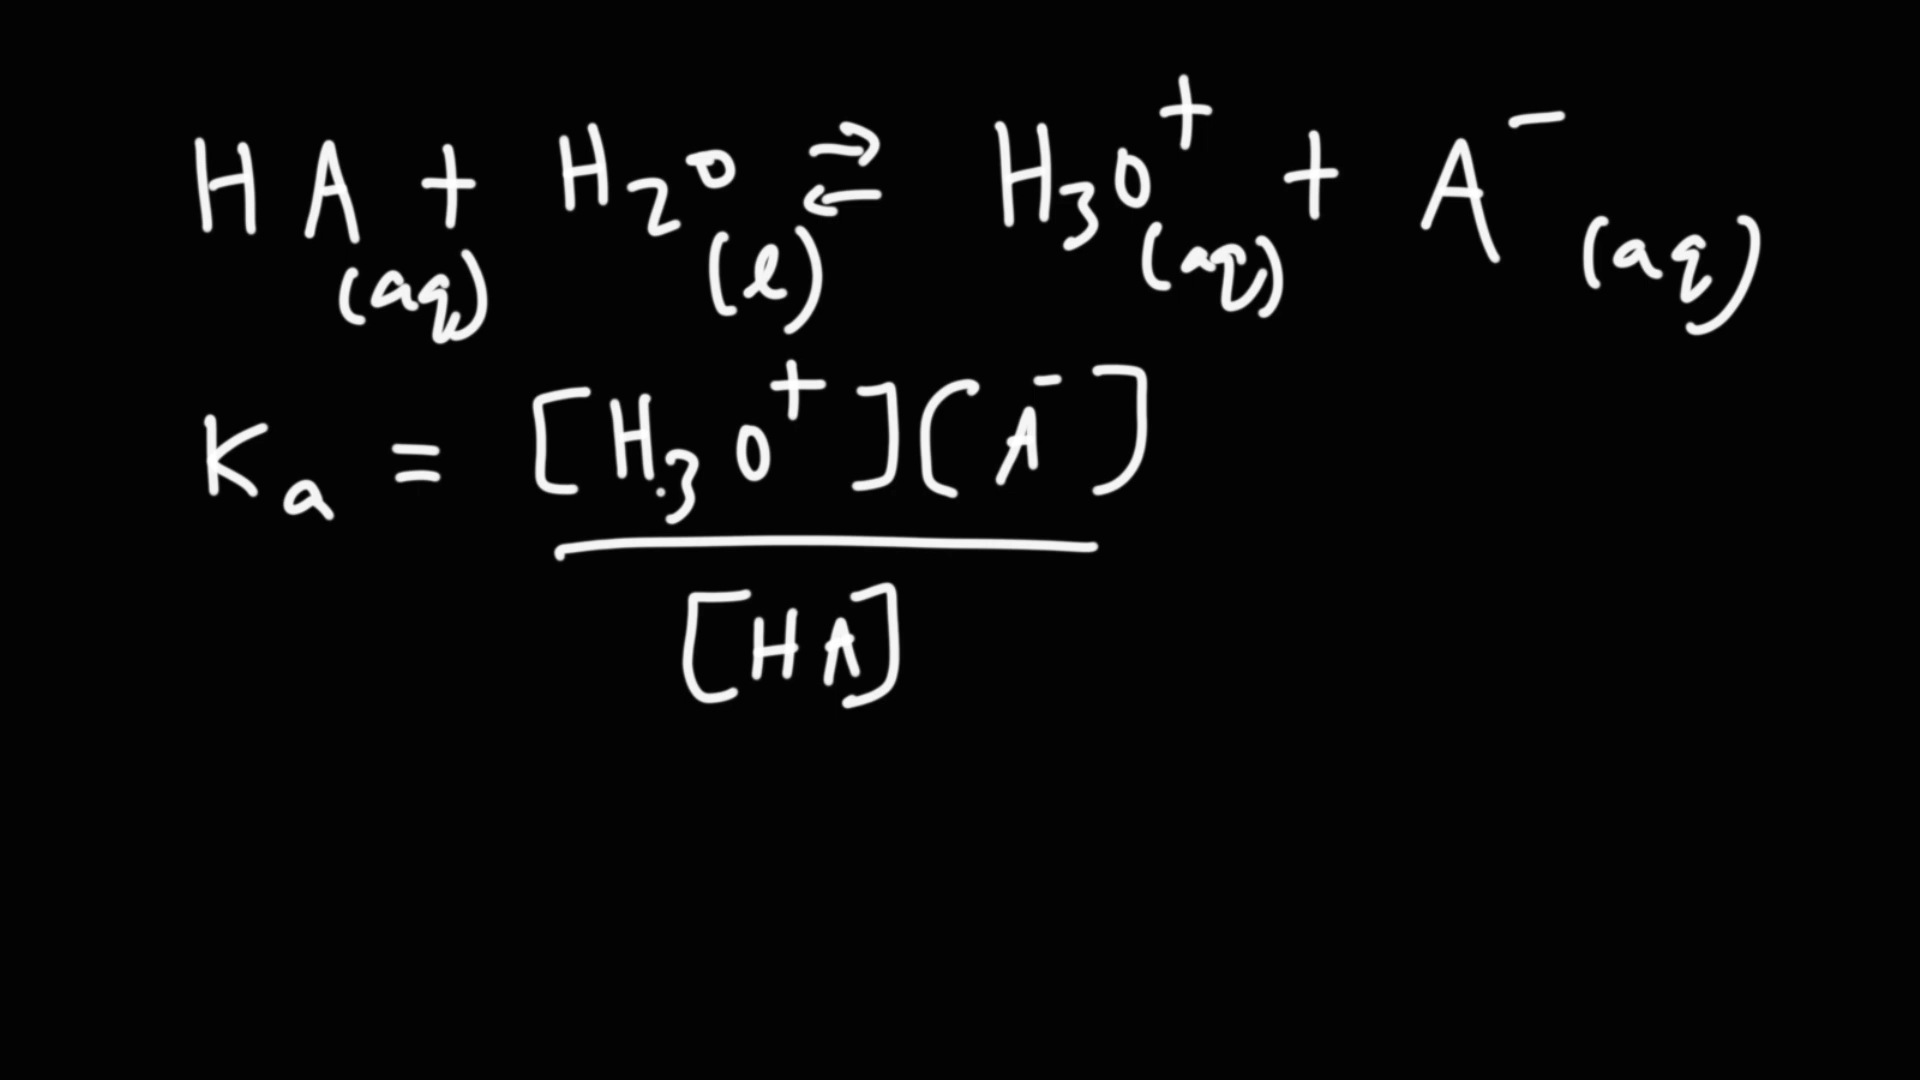 HA(aq) + H₂O(l) ⇌ H₃O⁺(aq) + A⁻(aq)
Kₐ = [H₃O⁺](A⁻]
[HA]